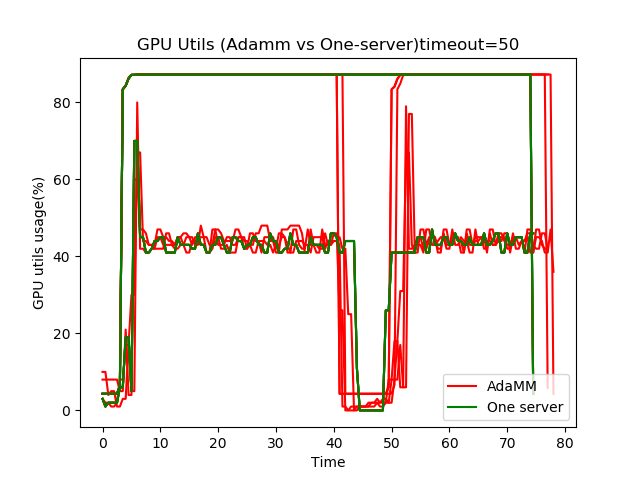 GPU Utils (Adamm vs One-server)timeout=50
GPU utils usage(%)
80
60
40
20
0
0 10 20 30 40 50 60 70 80
Time
AdaMM
One server